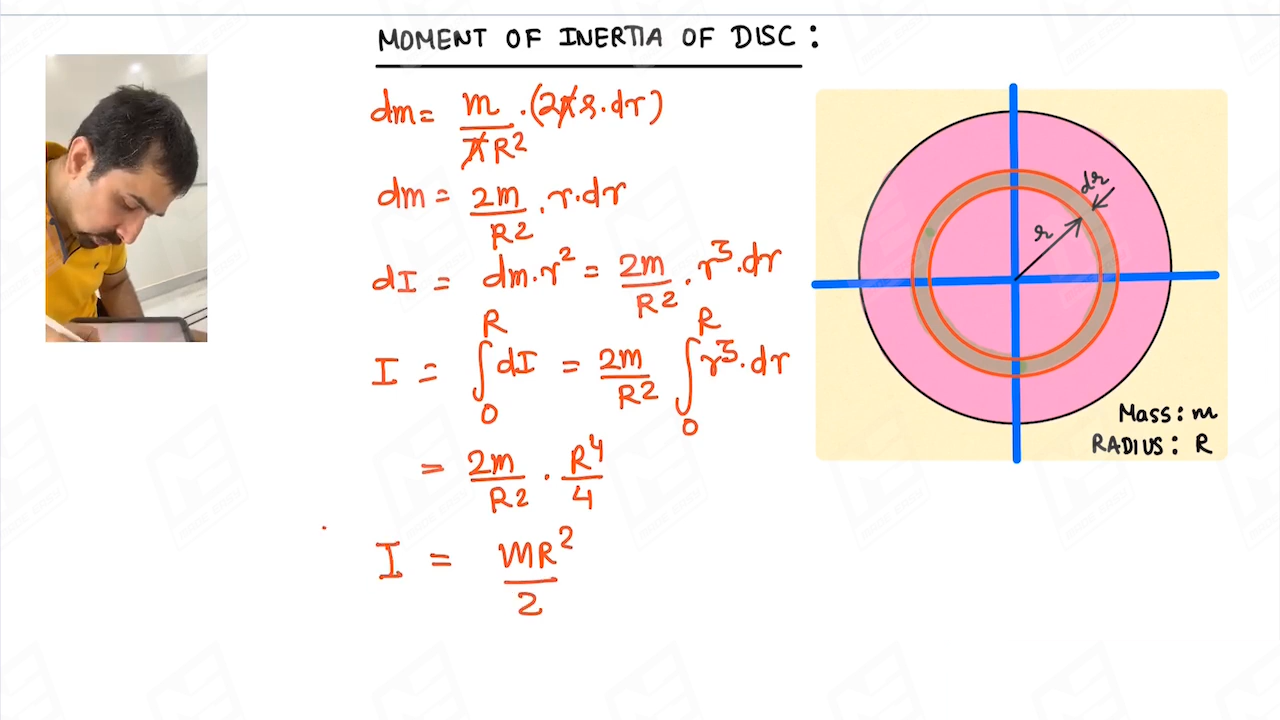 MOMENT OF INERTIA OF DISC :
dm = m/πR² · (2πr·dr)
dm = 2m/R² · r·dr
dI = dm·r² = 2m/R² · r³·dr
I = ∫₀ᴿ dI = 2m/R² ∫₀ᴿ r³·dr
= 2m/R² · R⁴/4
I = MR²/2
dr
r
Mass: m
RADIUS: R